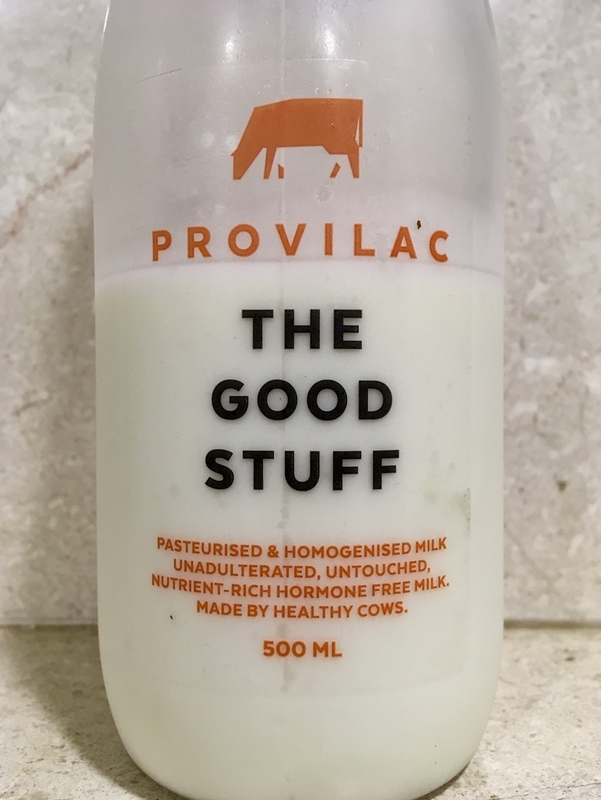 PROVILAC
THE
GOOD
STUFF
PASTEURISED & HOMOGENISED MILK
UNADULTERATED, UNTOUCHED,
NUTRIENT-RICH HORMONE FREE MILK.
MADE BY HEALTHY COWS.
500 ML